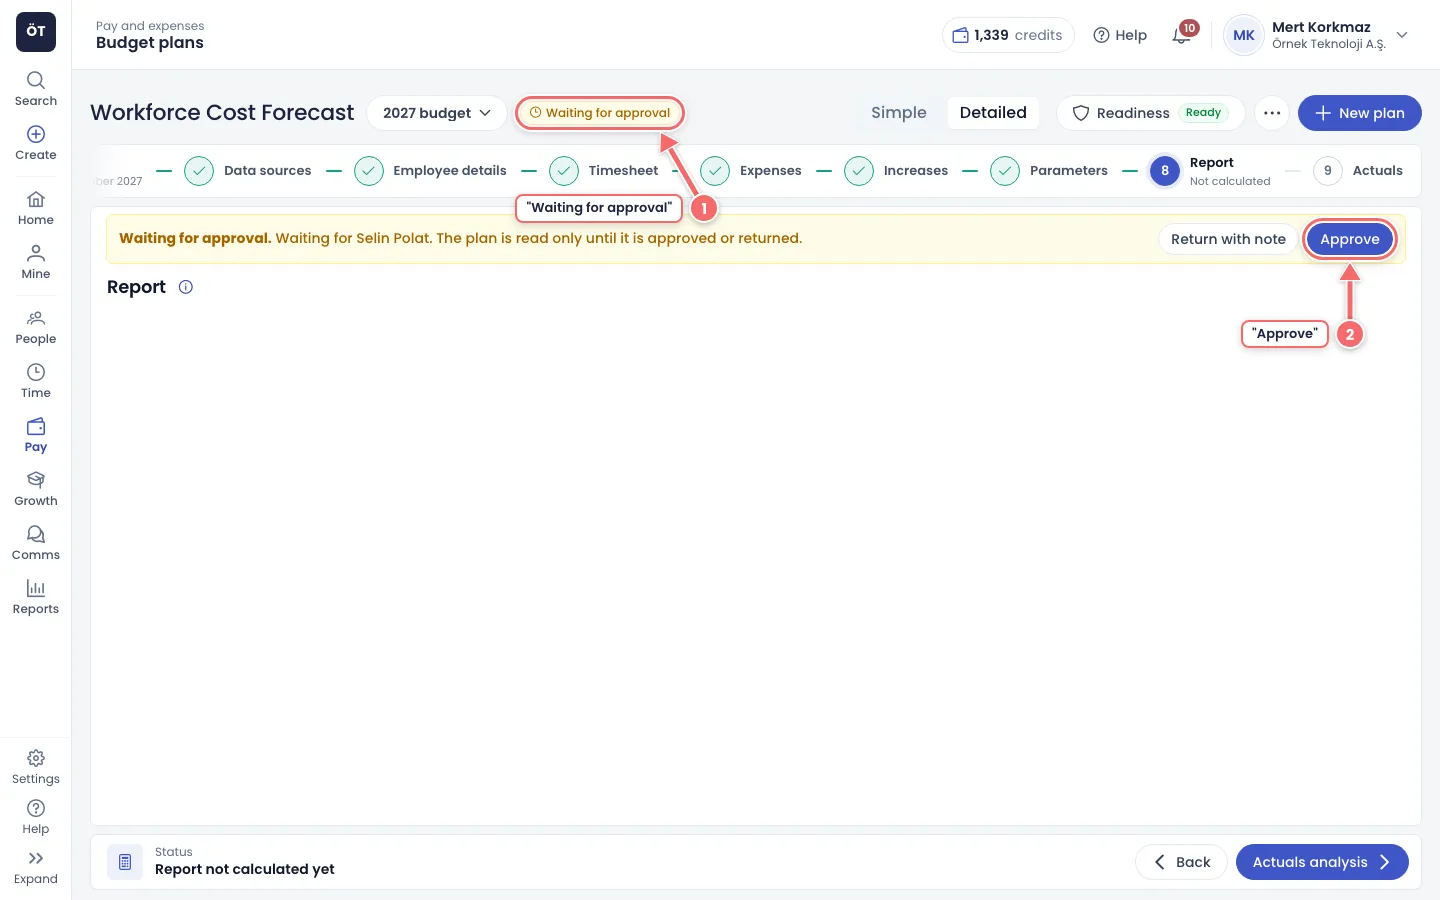 ÖT
Pay and expenses
Budget plans
1,339 credits
Help
10
MK
Mert Korkmaz
Örnek Teknoloji A.Ş.
Search
Create
Home
Mine
People
Time
Pay
Growth
Comms
Reports
Settings
Help
Expand
Workforce Cost Forecast
2027 budget
Waiting for approval
Simple
Detailed
Readiness
Ready
New plan
2027
Data sources
Employee details
Timesheet
Expenses
Increases
Parameters
8
Report
Not calculated
9
Actuals
"Waiting for approval"
1
Waiting for approval. Waiting for Selin Polat. The plan is read only until it is approved or returned.
Return with note
Approve
Report
"Approve"
2
Status
Report not calculated yet
Back
Actuals analysis